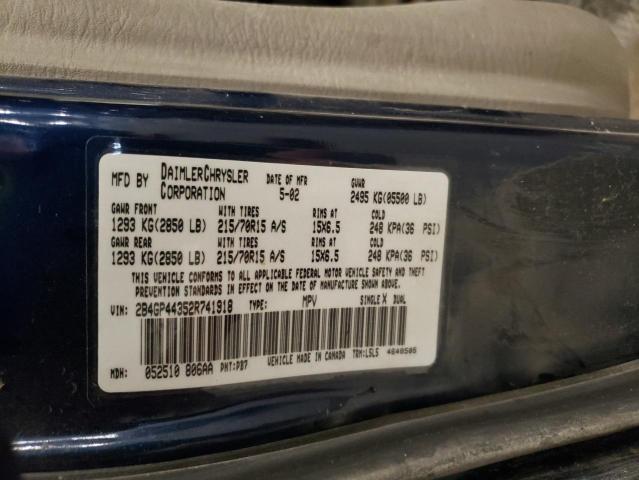 MFD BY DAIMLERCHRYSLER CORPORATION DATE OF MFR 5-02 GVWR 2495 KG(05500 LB)
GAWR FRONT WITH TIRES RIMS AT COLD
1293 KG(2850 LB) 215/70R15 A/S 15X6.5 248 KPA(36 PSI)
GAWR REAR WITH TIRES RIMS AT COLD
1293 KG(2850 LB) 215/70R15 A/S 15X6.5 248 KPA(36 PSI)
THIS VEHICLE CONFORMS TO ALL APPLICABLE FEDERAL MOTOR VEHICLE SAFETY AND THEFT
PREVENTION STANDARDS IN EFFECT ON THE DATE OF MANUFACTURE SHOWN ABOVE.
VIN: 2B4GP44352R741918 TYPE: MPV SINGLE X DUAL
MDH: 052510 806AA PNT:PB7 VEHICLE MADE IN CANADA TRM:L5L5 4648505